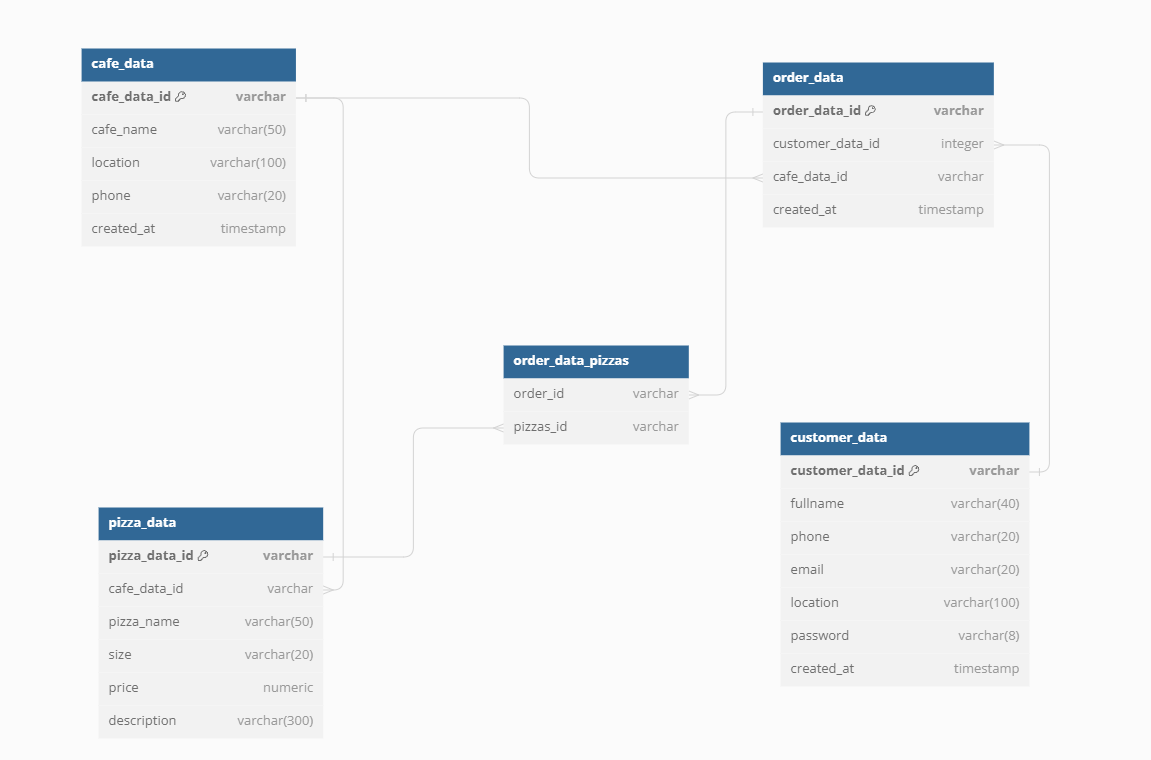 cafe_data
cafe_data_id varchar
cafe_name varchar(50)
location varchar(100)
phone varchar(20)
created_at timestamp
order_data
order_data_id varchar
customer_data_id integer
cafe_data_id varchar
created_at timestamp
order_data_pizzas
order_id varchar
pizzas_id varchar
customer_data
customer_data_id varchar
fullname varchar(40)
phone varchar(20)
email varchar(20)
location varchar(100)
password varchar(8)
created_at timestamp
pizza_data
pizza_data_id varchar
cafe_data_id varchar
pizza_name varchar(50)
size varchar(20)
price numeric
description varchar(300)